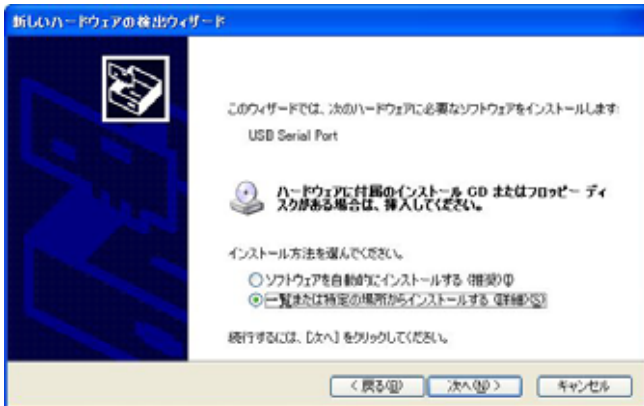 新しいハードウェアの検出ウィザード
このウィザードでは、次のハードウェアに必要なソフトウェアをインストールします:
USB Serial Port
ハードウェアに付属のインストール CD またはフロッピー ディ
スクがある場合は、挿入してください。
インストール方法を選んでください。
ソフトウェアを自動的にインストールする (推奨)(I)
一覧または特定の場所からインストールする (詳細)(S)
続行するには、[次へ] をクリックしてください。
< 戻る(B)
次へ(N) >
キャンセル